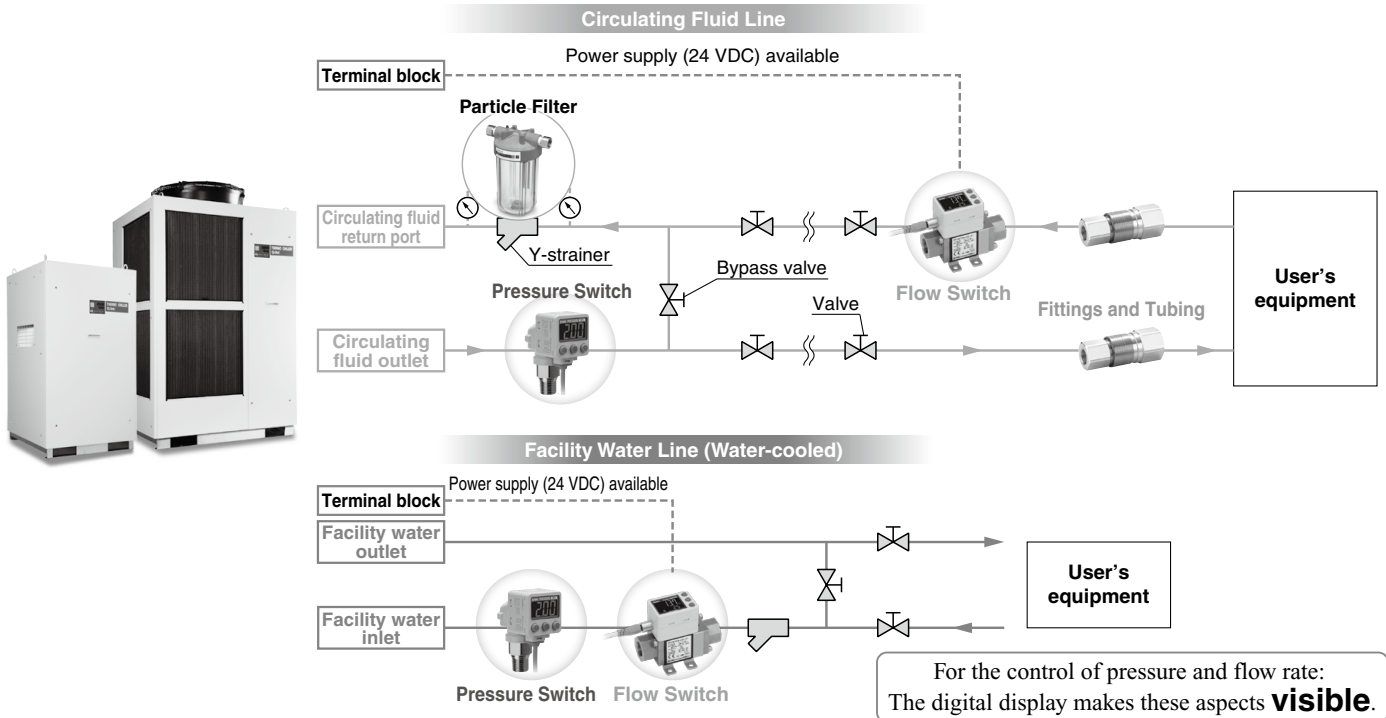 Circulating Fluid Line
Power supply (24 VDC) available
Terminal block
Particle Filter
Circulating fluid
return port
Y-strainer
Bypass valve
Pressure Switch
Flow Switch
Valve
Fittings and Tubing
User's
equipment
Circulating
fluid outlet
Facility Water Line (Water-cooled)
Power supply (24 VDC) available
Terminal block
Facility water
outlet
User's
equipment
Facility water
inlet
Pressure Switch
Flow Switch
For the control of pressure and flow rate:
The digital display makes these aspects visible.